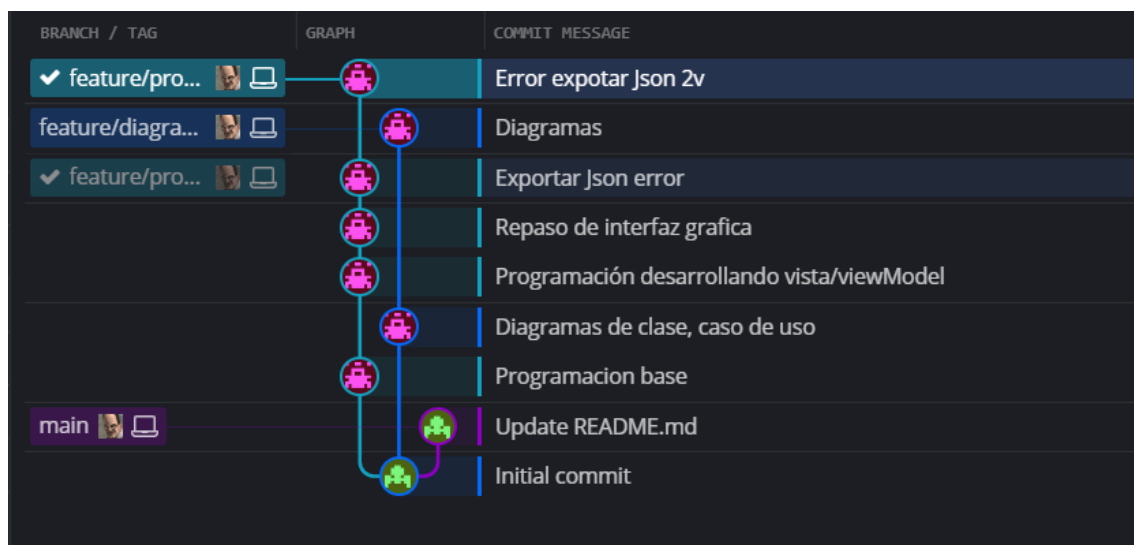 BRANCH / TAG GRAPH COMMIT MESSAGE
feature/pro... Error expotar Json 2v
feature/diagra... Diagramas
feature/pro... Exportar Json error
Repaso de interfaz grafica
Programación desarrollando vista/viewModel
Diagramas de clase, caso de uso
Programacion base
main Update README.md
Initial commit